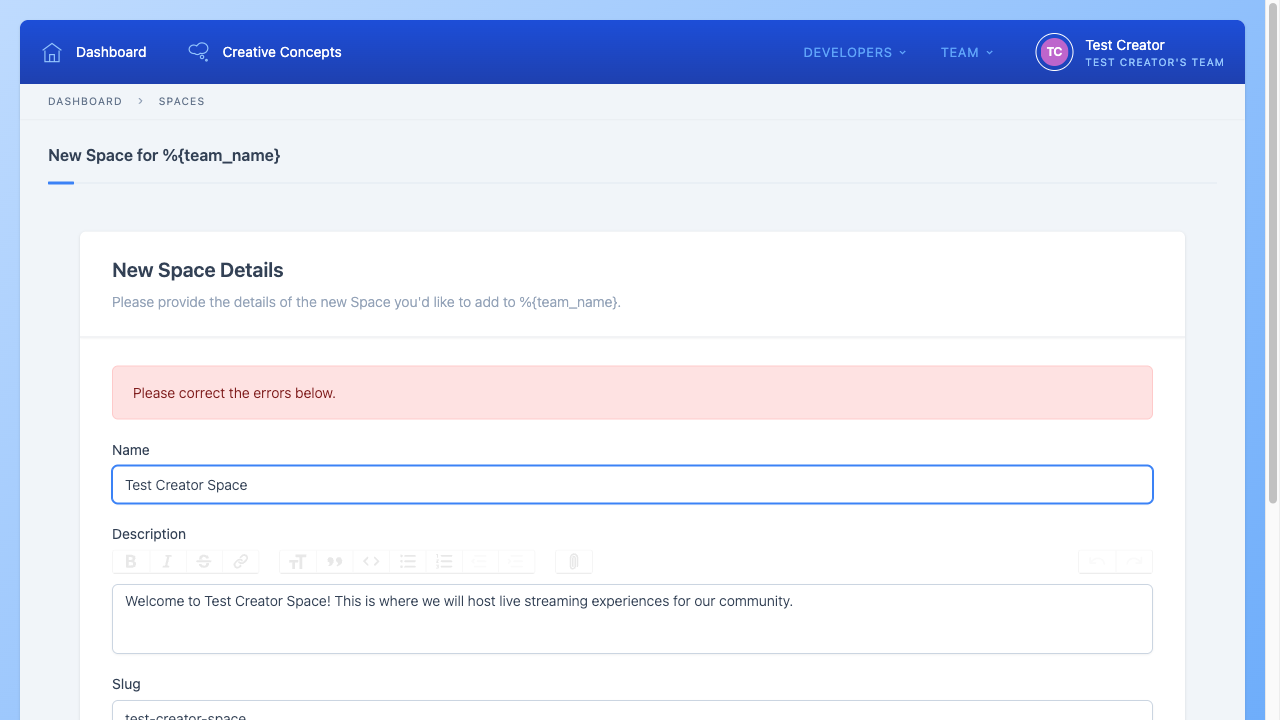 Dashboard
Creative Concepts
DEVELOPERS
TEAM
TC
Test Creator
TEST CREATOR'S TEAM
DASHBOARD
SPACES
New Space for %{team_name}
New Space Details
Please provide the details of the new Space you'd like to add to %{team_name}.
Please correct the errors below.
Name
Test Creator Space
Description
Welcome to Test Creator Space! This is where we will host live streaming experiences for our community.
Slug
test-creator-space